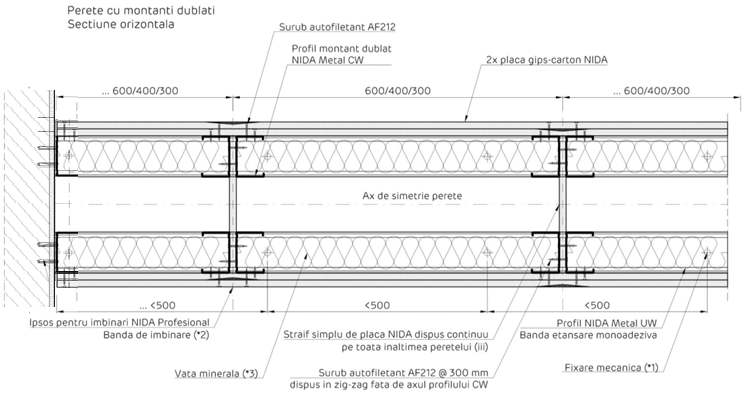 Perete cu montanti dublati
Sectiune orizontala
Surub autofiletant AF212
Profil montant dublat
NIDA Metal CW
2x placa gips-carton NIDA
... 600/400/300
600/400/300
... 600/400/300
Ax de simetrie perete
... <500
<500
<500
Ipsos pentru imbinari NIDA Profesional
Banda de imbinare (*2)
Straif simplu de placa NIDA dispus continuu
pe toata inaltimea peretelui (iii)
Profil NIDA Metal UW
Banda etansare monoadeziva
Vata minerala (*3)
Surub autofiletant AF212 @ 300 mm
dispus in zig-zag fata de axul profilului CW
Fixare mecanica (*1)